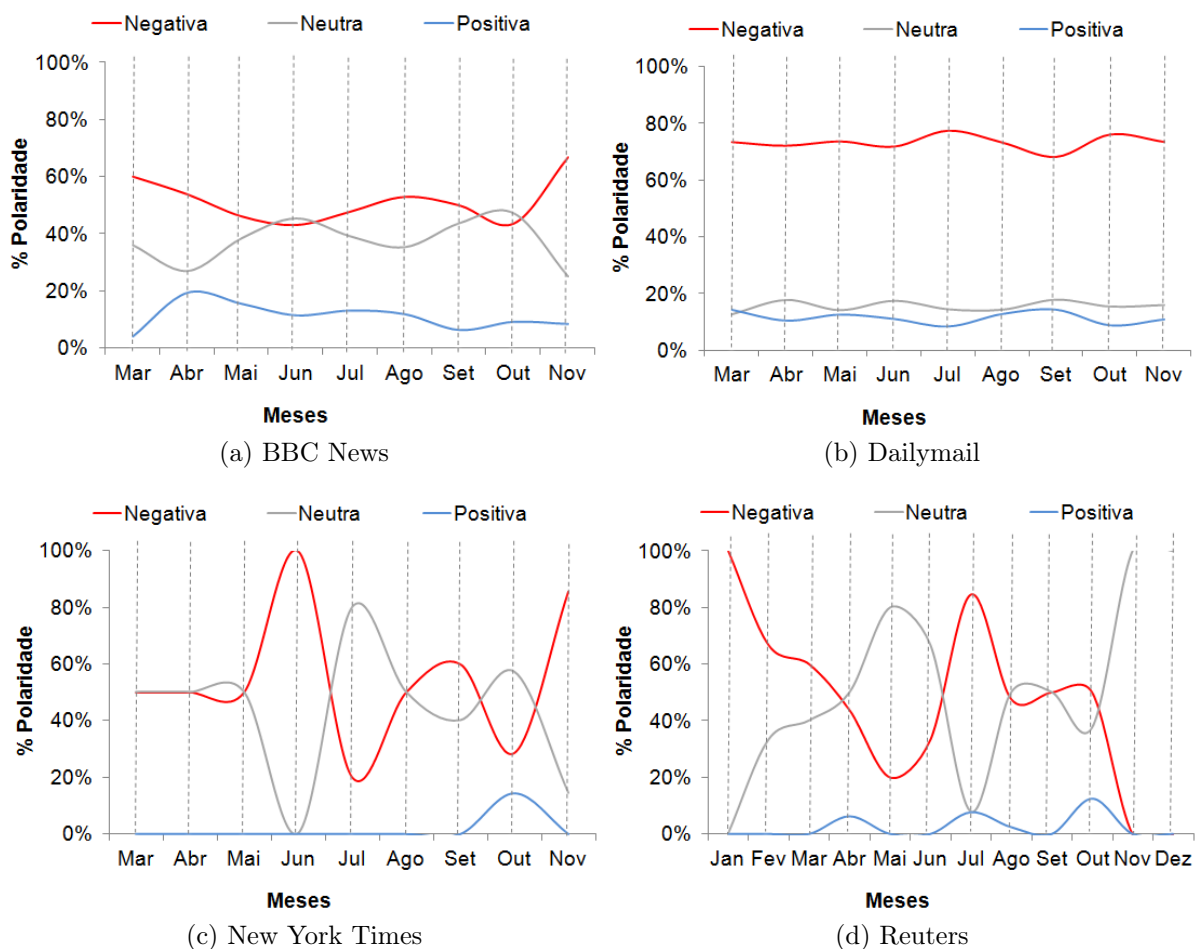 Negativa Neutra Positiva
100%
80%
60%
40%
20%
0%
% Polaridade
Mar Abr Mai Jun Jul Ago Set Out Nov
Meses
(a) BBC News
Negativa Neutra Positiva
100%
80%
60%
40%
20%
0%
% Polaridade
Mar Abr Mai Jun Jul Ago Set Out Nov
Meses
(b) Dailymail
Negativa Neutra Positiva
100%
80%
60%
40%
20%
0%
% Polaridade
Mar Abr Mai Jun Jul Ago Set Out Nov
Meses
(c) New York Times
Negativa Neutra Positiva
100%
80%
60%
40%
20%
0%
% Polaridade
Jan Fev Mar Abr Mai Jun Jul Ago Set Out Nov Dez
Meses
(d) Reuters